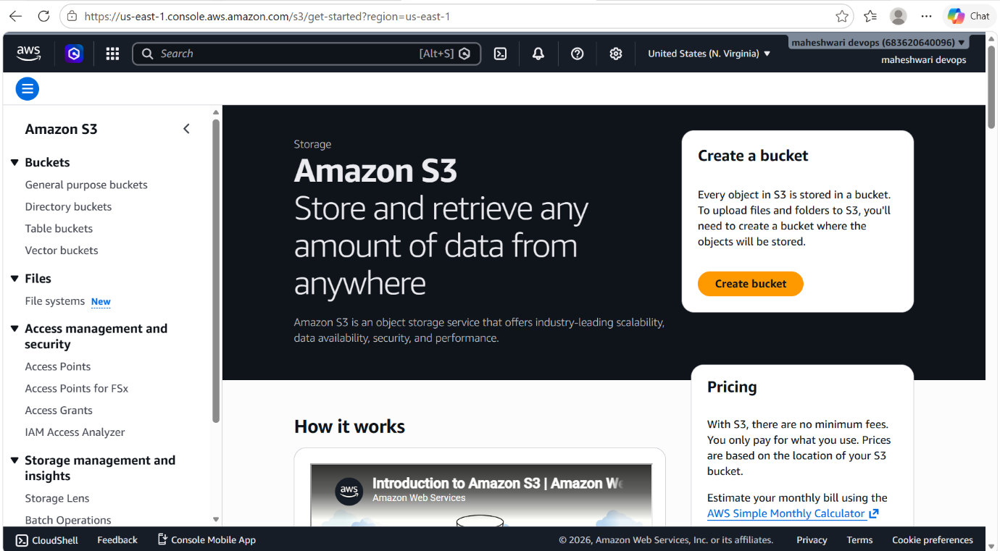 https://us-east-1.console.aws.amazon.com/s3/get-started?region=us-east-1
Chat
aws
Search
[Alt+S]
United States (N. Virginia)
maheshwari devops (683620640096)
maheshwari devops
Amazon S3
Buckets
General purpose buckets
Directory buckets
Table buckets
Vector buckets
Files
File systems New
Access management and
security
Access Points
Access Points for FSx
Access Grants
IAM Access Analyzer
Storage management and
insights
Storage Lens
Batch Operations
Storage
Amazon S3
Store and retrieve any
amount of data from
anywhere
Amazon S3 is an object storage service that offers industry-leading scalability,
data availability, security, and performance.
Create a bucket
Every object in S3 is stored in a bucket.
To upload files and folders to S3, you'll
need to create a bucket where the
objects will be stored.
Create bucket
How it works
aws
Introduction to Amazon S3 | Amazon We
Amazon Web Services
Pricing
With S3, there are no minimum fees.
You only pay for what you use. Prices
are based on the location of your S3
bucket.
Estimate your monthly bill using the
AWS Simple Monthly Calculator
CloudShell
Feedback
Console Mobile App
© 2026, Amazon Web Services, Inc. or its affiliates.
Privacy
Terms
Cookie preferences